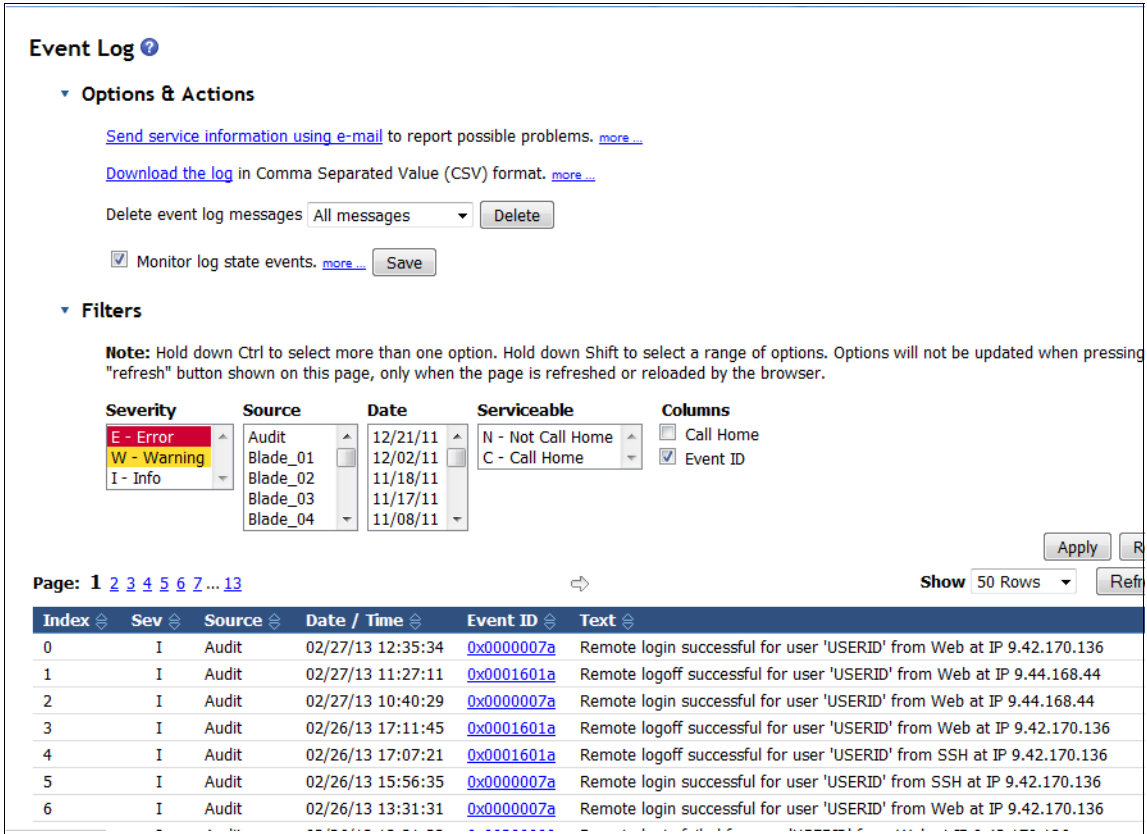 Event Log ?
Options & Actions
Send service information using e-mail to report possible problems. more ...
Download the log in Comma Separated Value (CSV) format. more ...
Delete event log messages All messages Delete
Monitor log state events. more ... Save
Filters
Note: Hold down Ctrl to select more than one option. Hold down Shift to select a range of options. Options will not be updated when pressing
"refresh" button shown on this page, only when the page is refreshed or reloaded by the browser.
Severity Source Date Serviceable Columns
E - Error Audit 12/21/11 N - Not Call Home Call Home
W - Warning Blade_01 12/02/11 C - Call Home Event ID
I - Info Blade_02 11/18/11
Blade_03 11/17/11
Blade_04 11/08/11
Apply
Page: 1 2 3 4 5 6 7 ... 13 Show 50 Rows
Index Sev Source Date / Time Event ID Text
0 I Audit 02/27/13 12:35:34 0x0000007a Remote login successful for user 'USERID' from Web at IP 9.42.170.136
1 I Audit 02/27/13 11:27:11 0x0001601a Remote logoff successful for user 'USERID' from Web at IP 9.44.168.44
2 I Audit 02/27/13 10:40:29 0x0000007a Remote login successful for user 'USERID' from Web at IP 9.44.168.44
3 I Audit 02/26/13 17:11:45 0x0001601a Remote logoff successful for user 'USERID' from Web at IP 9.42.170.136
4 I Audit 02/26/13 17:07:21 0x0001601a Remote logoff successful for user 'USERID' from SSH at IP 9.42.170.136
5 I Audit 02/26/13 15:56:35 0x0000007a Remote login successful for user 'USERID' from SSH at IP 9.42.170.136
6 I Audit 02/26/13 13:31:31 0x0000007a Remote login successful for user 'USERID' from Web at IP 9.42.170.136